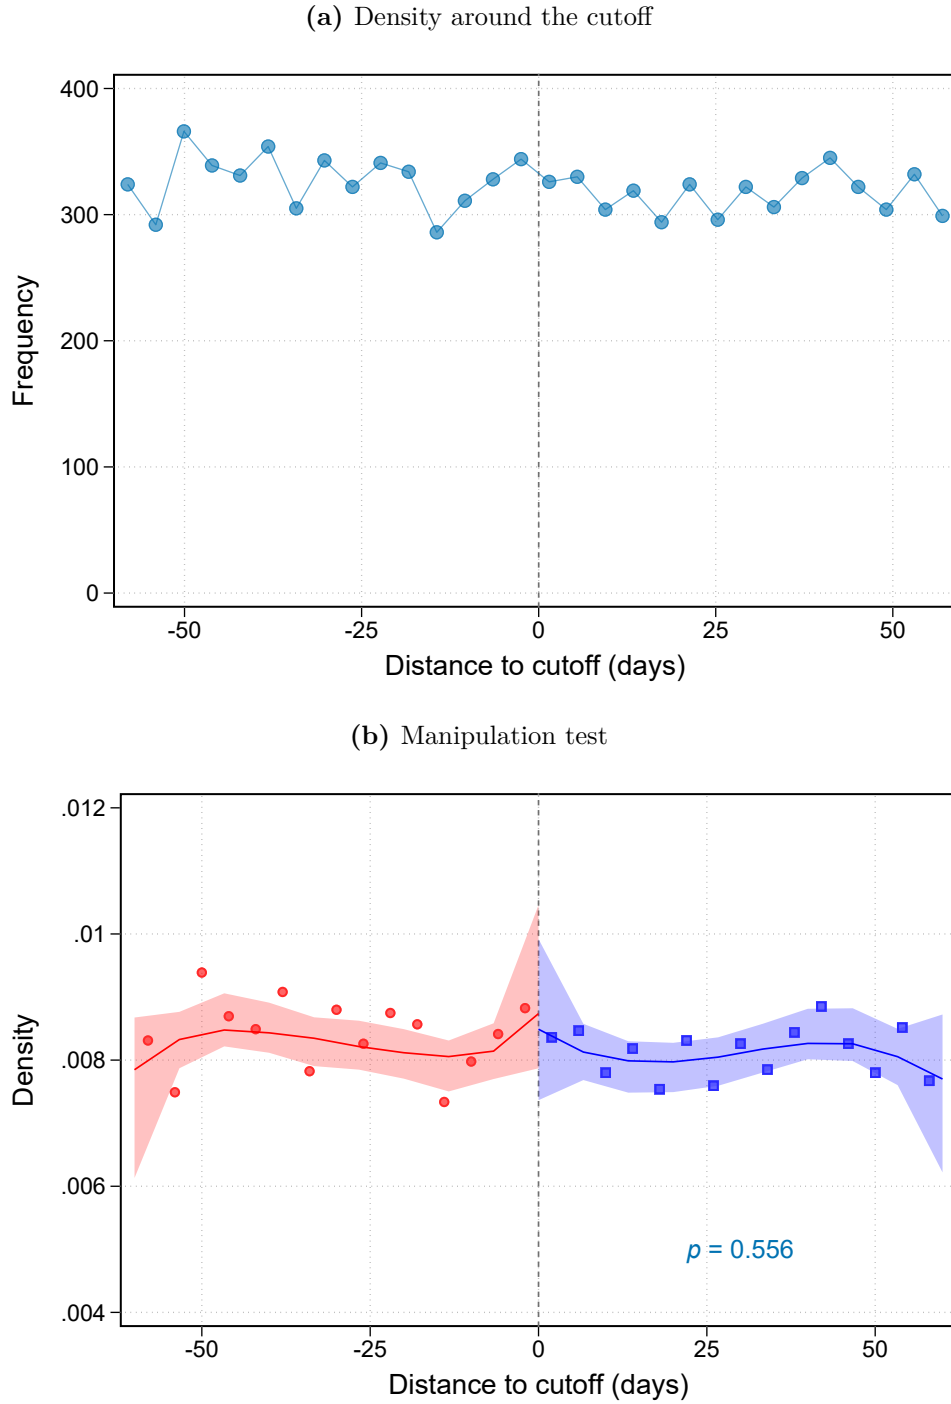 (a) Density around the cutoff
400
300
200
100
0
Frequency
-50 -25 0 25 50
Distance to cutoff (days)
(b) Manipulation test
.012
.01
.008
.006
.004
Density
p = 0.556
-50 -25 0 25 50
Distance to cutoff (days)